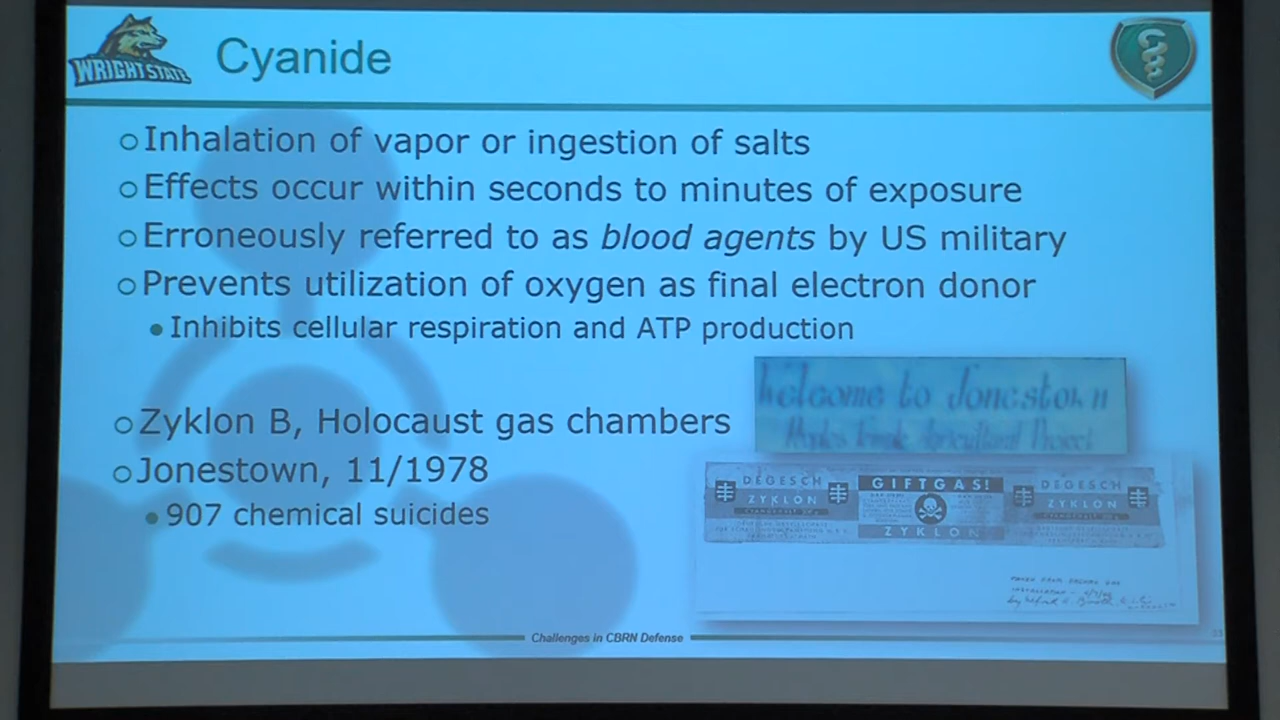 WRIGHT STATE
Cyanide
Inhalation of vapor or ingestion of salts
Effects occur within seconds to minutes of exposure
Erroneously referred to as blood agents by US military
Prevents utilization of oxygen as final electron donor
Inhibits cellular respiration and ATP production
Zyklon B, Holocaust gas chambers
Jonestown, 11/1978
907 chemical suicides
Welcome to Jonestown
Agricultural Project
DEGESCH GIFTGAS! DEGESCH
ZYKLON ZYKLON
ZYKLON
Challenges in CBRN Defense